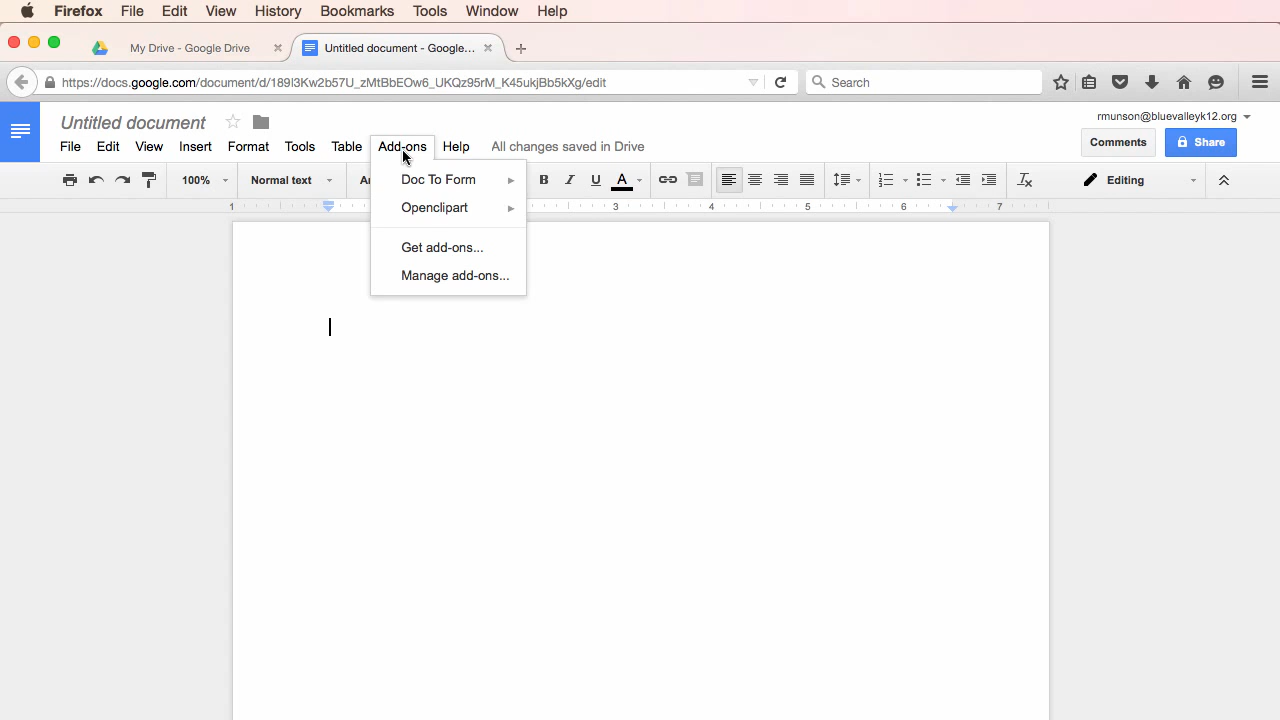 Firefox File Edit View History Bookmarks Tools Window Help
My Drive - Google Drive Untitled document - Google...
https://docs.google.com/document/d/189I3Kw2b57U_zMtBbEOw6_UKQz95rM_K45ukjBb5kXg/edit Search
Untitled document rmunson@bluevalleyk12.org
File Edit View Insert Format Tools Table Add-ons Help All changes saved in Drive Comments Share
100% Normal text B I U A Editing
Doc To Form
Openclipart
Get add-ons...
Manage add-ons...
1 3 4 5 6 7